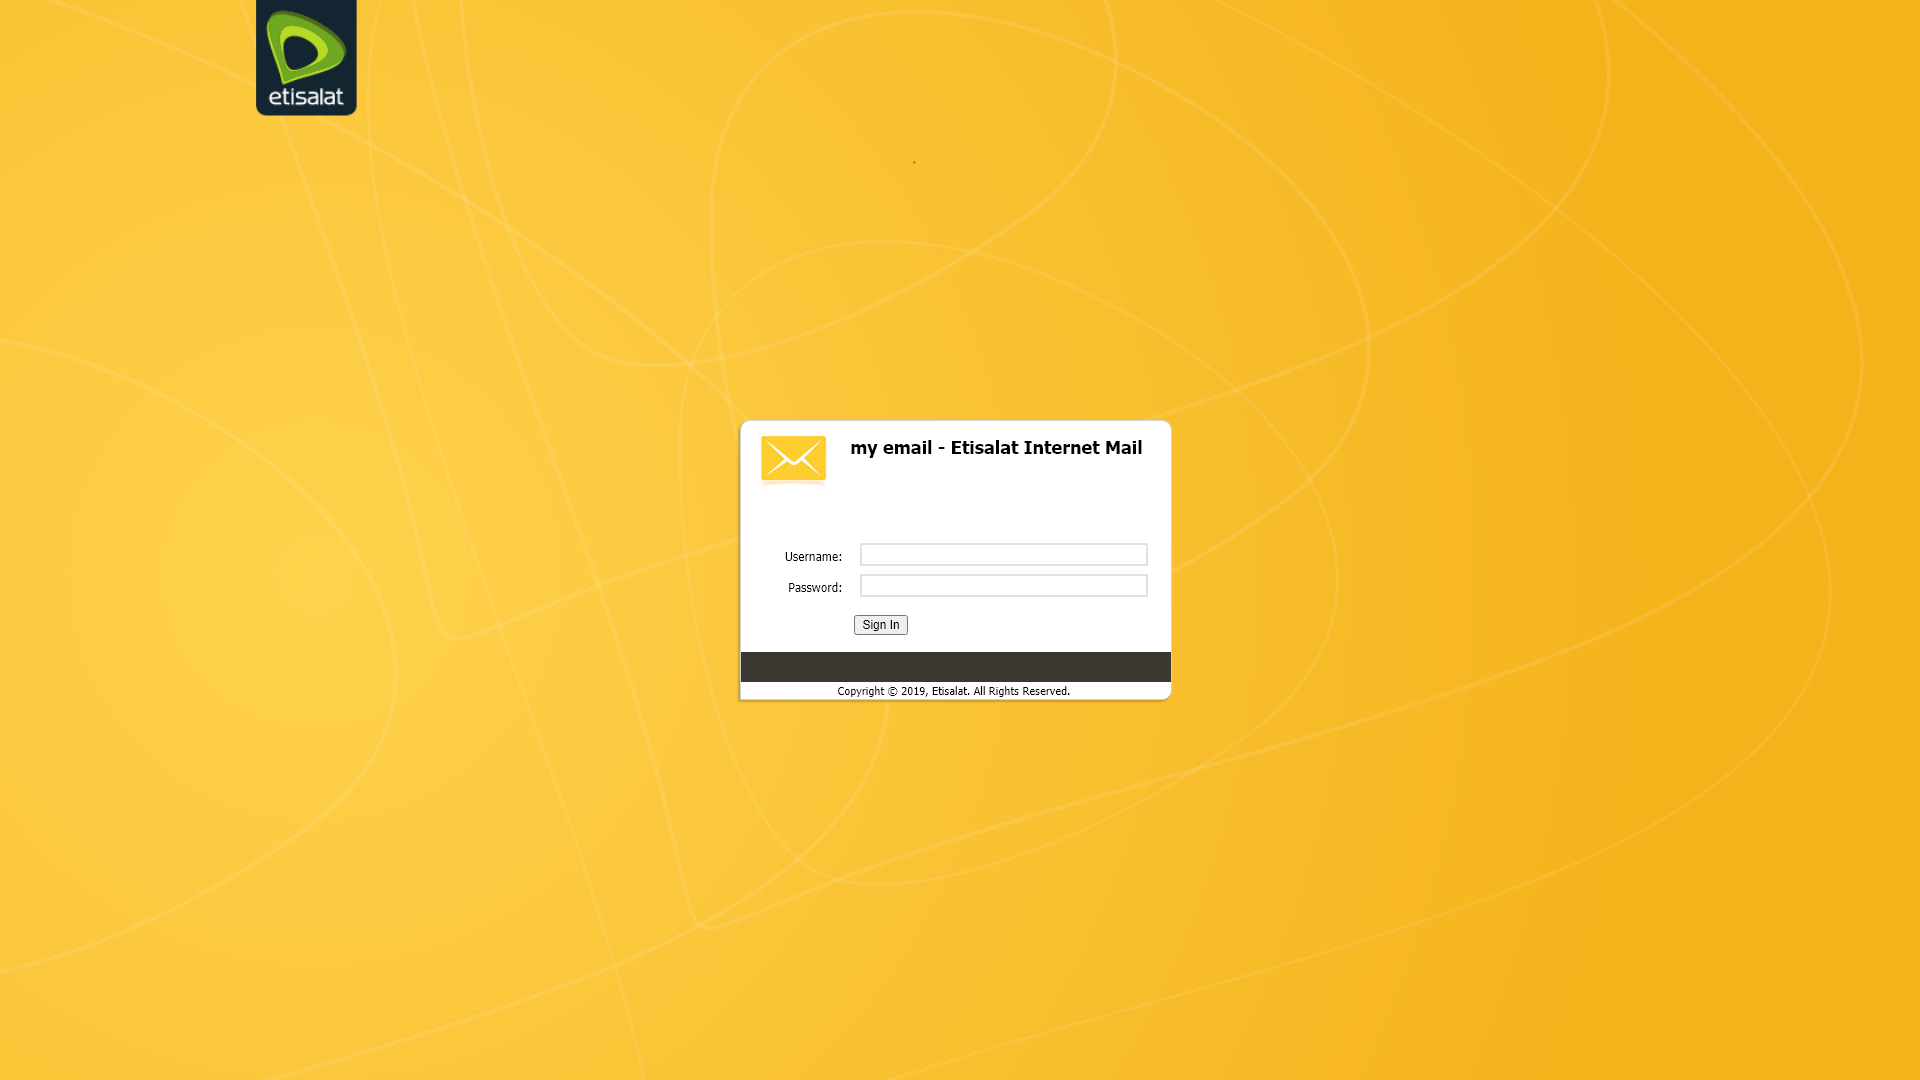 etisalat
my email - Etisalat Internet Mail
Username:
Password:
Sign In
Copyright © 2019, Etisalat. All Rights Reserved.